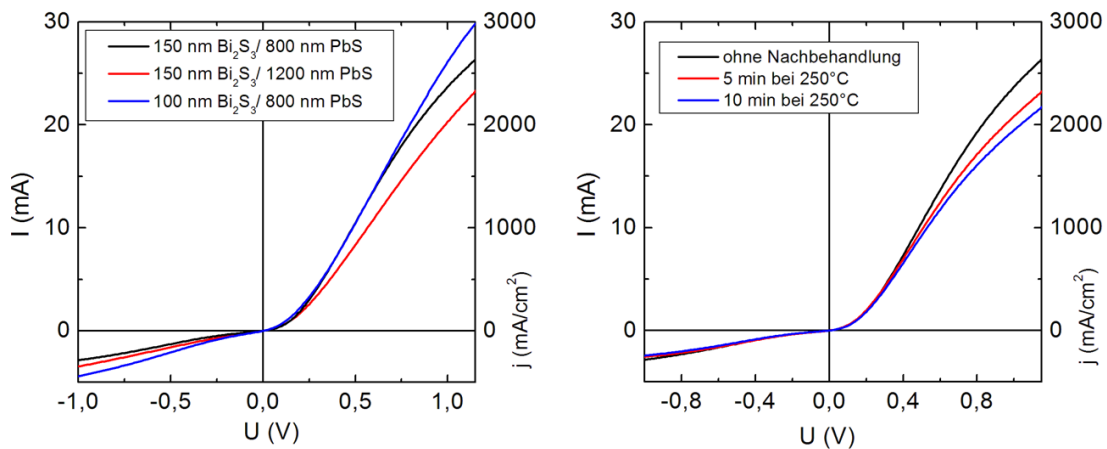 30
20
10
0
I (mA)
150 nm Bi₂S₃/ 800 nm PbS
150 nm Bi₂S₃/ 1200 nm PbS
100 nm Bi₂S₃/ 800 nm PbS
3000
2000
1000
0
j (mA/cm²)
-1,0 -0,5 0,0 0,5 1,0
U (V)
30
20
10
0
I (mA)
ohne Nachbehandlung
5 min bei 250°C
10 min bei 250°C
3000
2000
1000
0
j (mA/cm²)
-0,8 -0,4 0,0 0,4 0,8
U (V)